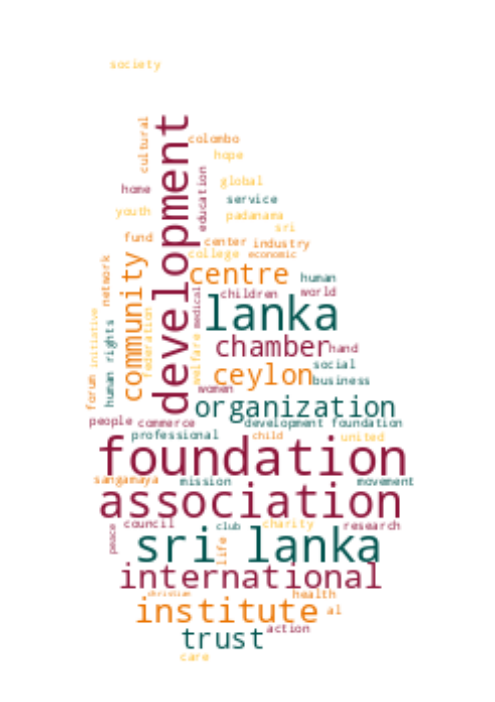 society
cultural
development
colombo
hope
home
education
global
service
youth
padanama
sri
fund
center
industry
college
economic
community
network
centre
human
medical
children
world
lanka
initiative
human rights
federation
welfare
chamber
hand
social
forum
ceylon
business
women
organization
people
commerce
development foundation
professional
child
united
foundation
sangamaya
mission
movement
association
peace
council
club
charity
research
sri lanka
life
international
christian
health
institute
al
trust
action
care